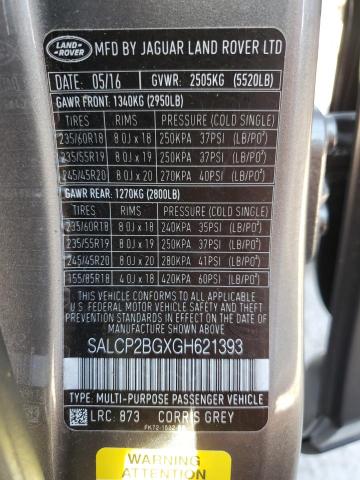 LAND ROVER
MFD BY JAGUAR LAND ROVER LTD
DATE: 05/16 GVWR: 2505KG (5520LB)
GAWR FRONT: 1340KG (2950LB)
TIRES RIMS PRESSURE (COLD SINGLE)
235/60R18 8.0J x 18 250KPA 37PSI (LB/PO²)
235/55R19 8.0J x 19 250KPA 37PSI (LB/PO²)
245/45R20 8.0J x 20 270KPA 40PSI (LB/PO²)
GAWR REAR: 1270KG (2800LB)
TIRES RIMS PRESSURE (COLD SINGLE)
235/60R18 8.0J x 18 240KPA 35PSI (LB/PO²)
235/55R19 8.0J x 19 250KPA 37PSI (LB/PO²)
245/45R20 8.0J x 20 280KPA 41PSI (LB/PO²)
155/85R18 4.0J x 18 420KPA 60PSI (LB/PO²)
THIS VEHICLE CONFORMS TO ALL APPLICABLE
U.S. FEDERAL MOTOR VEHICLE SAFETY AND
THEFT PREVENTION STANDARDS IN EFFECT
ON THE DATE OF MANUFACTURE SHOWN ABOVE
SALCP2BGXGH621393
TYPE: MULTI-PURPOSE PASSENGER VEHICLE
LRC: 873 CORRIS GREY
WARNING
ATTENTION